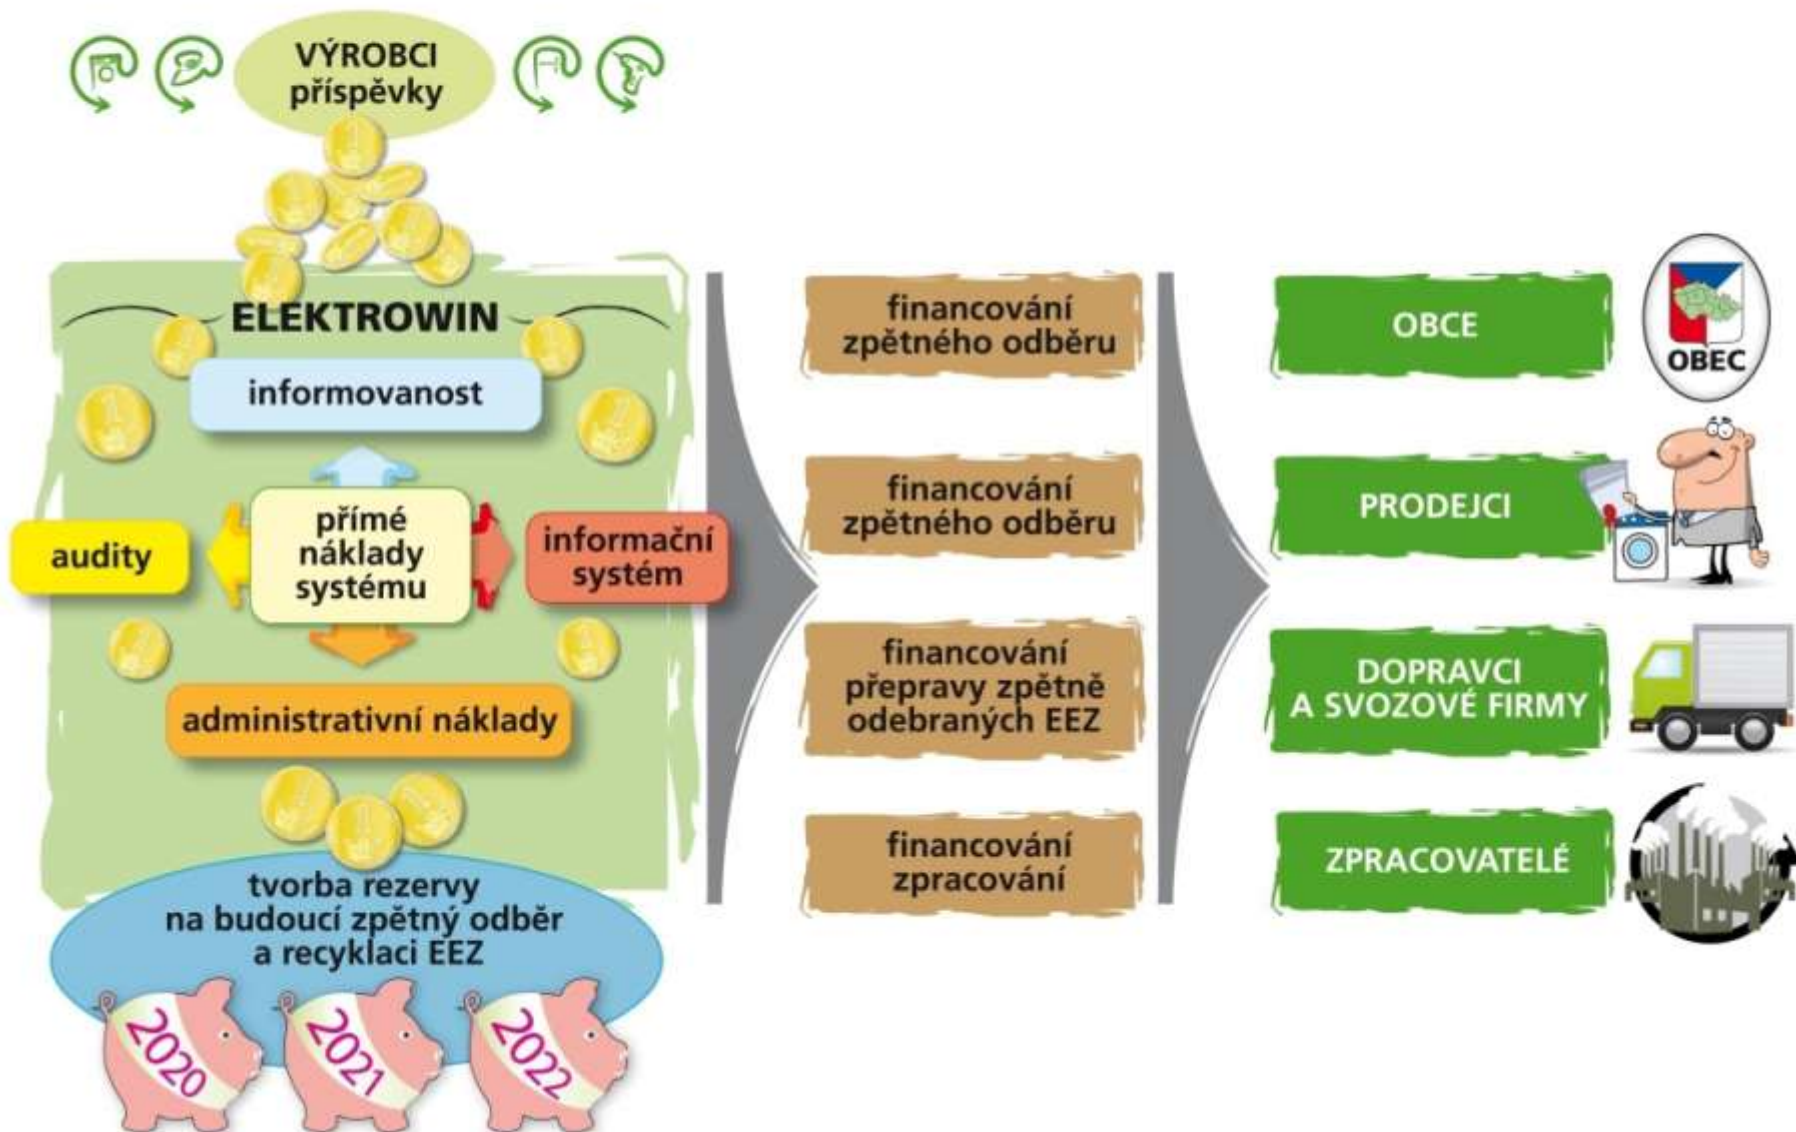 VÝROBCI
příspěvky
ELEKTROWIN
informovanost
audity
přímé
náklady
systému
informační
systém
administrativní náklady
tvorba rezervy
na budoucí zpětný odběr
a recyklaci EEZ
2020
2021
2022
financování
zpětného odběru
financování
zpětného odběru
financování
přepravy zpětně
odebraných EEZ
financování
zpracování
OBCE
OBEC
PRODEJCI
DOPRAVCI
A SVOZOVÉ FIRMY
ZPRACOVATELÉ